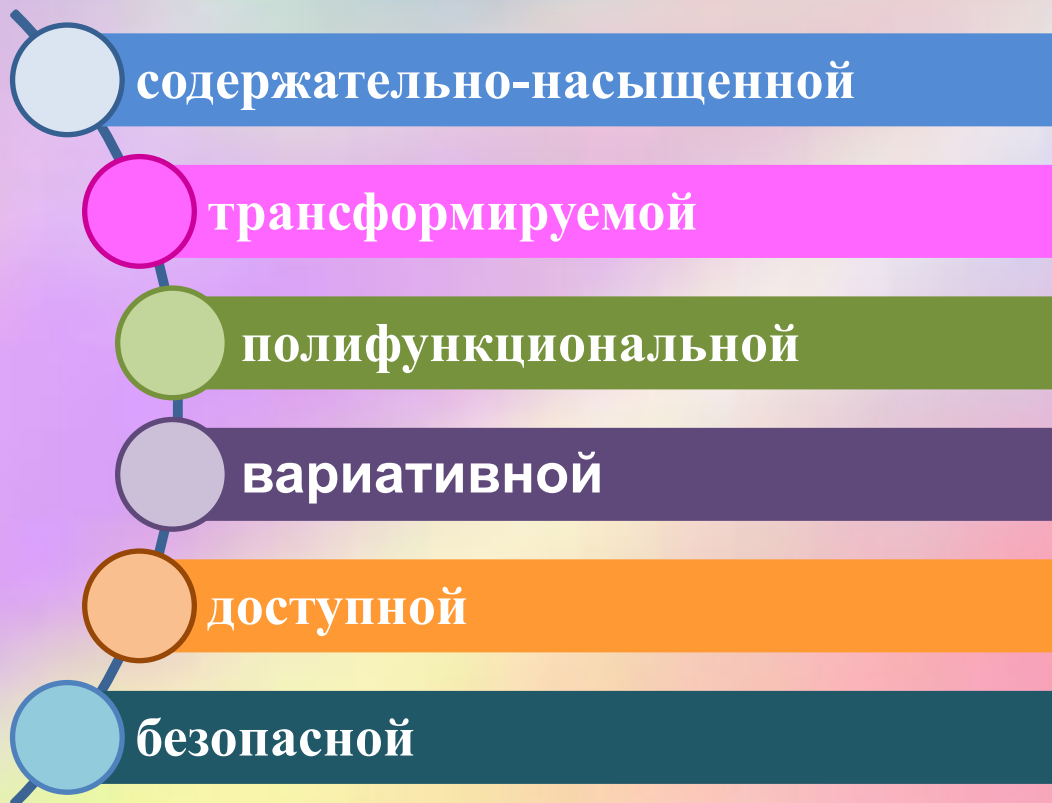 содержательно-насыщенной
трансформируемой
полифункциональной
вариативной
доступной
безопасной